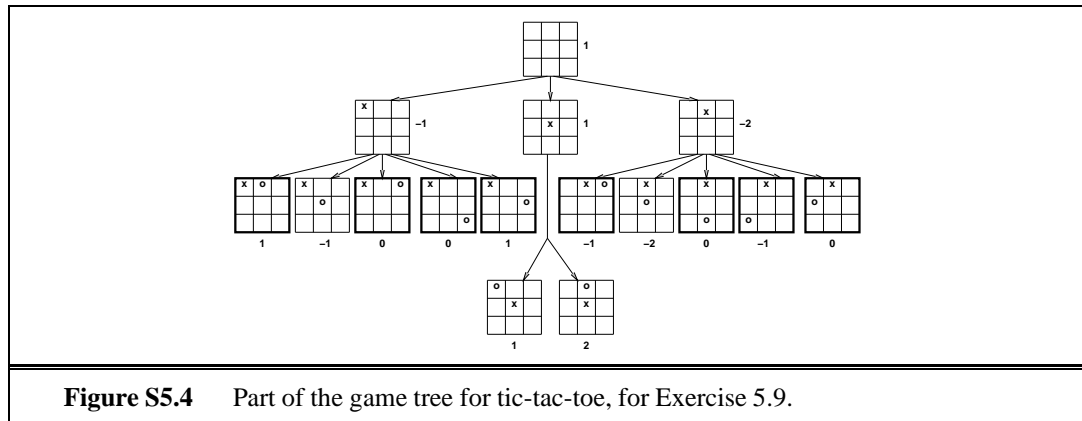 1
x
–1
x
1
x
–2
x o
x
o
x o
x
o
x
o
x o
x
o
x
o
x
o
x
o
1
–1
0
0
1
–1
–2
0
–1
0
o
x
o
x
1
2
Figure S5.4 Part of the game tree for tic-tac-toe, for Exercise 5.9.